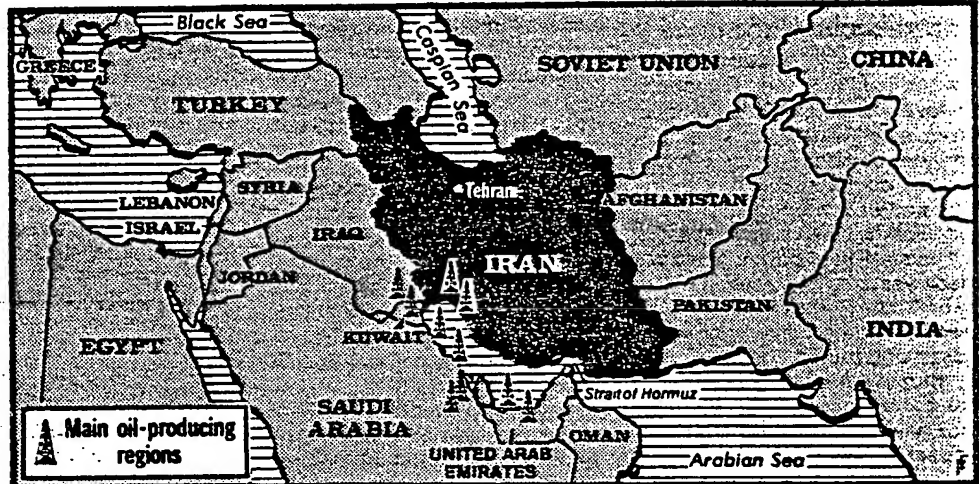 Black Sea
GREECE
TURKEY
Caspian
Sea
SOVIET UNION
CHINA
Tehran
SYRIA
LEBANON
ISRAEL
IRAQ
JORDAN
IRAN
AFGHANISTAN
PAKISTAN
INDIA
KUWAIT
EGYPT
Strait of Hormuz
SAUDI
ARABIA
OMAN
UNITED ARAB
EMIRATES
Arabian Sea
Main oil-producing
regions